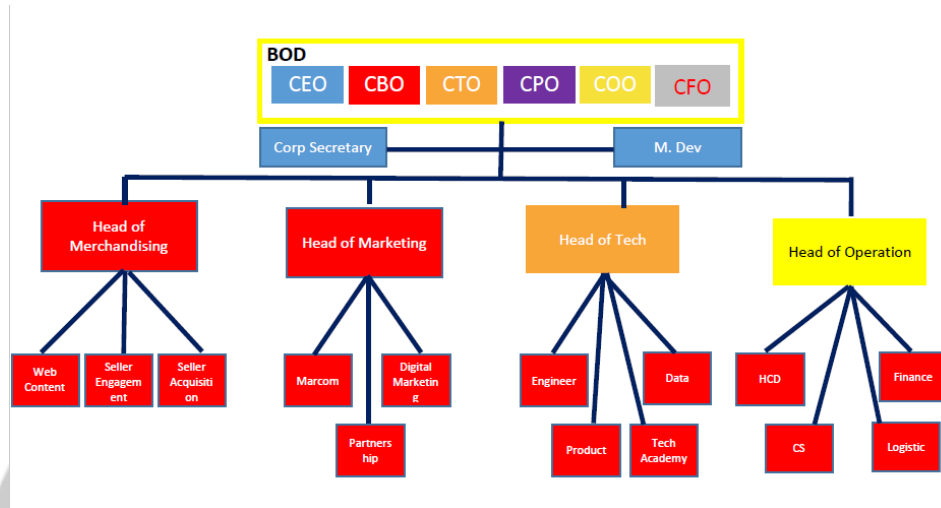 BOD
CEO
CBO
CTO
CPO
COO
CFO
Corp Secretary
M. Dev
Head of
Merchandising
Head of Marketing
Head of Tech
Head of Operation
Web
Content
Seller
Engagem
ent
Seller
Acquisiti
on
Marcom
Digital
Marketin
g
Partners
hip
Engineer
Data
Product
Tech
Academy
HCD
Finance
CS
Logistic